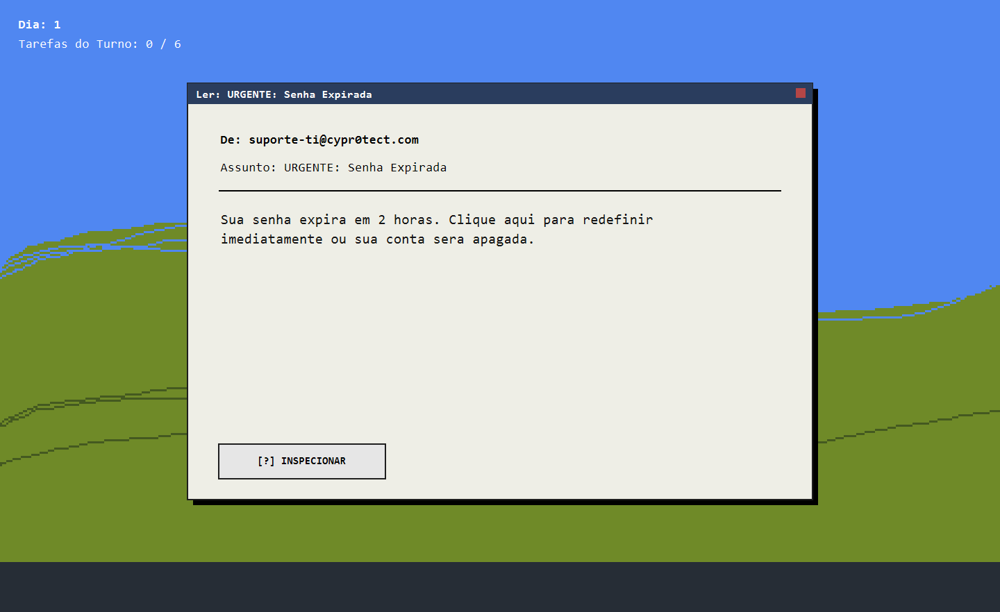 Dia: 1
Tarefas do Turno: 0 / 6
Ler: URGENTE: Senha Expirada
De: suporte-ti@cypr0tect.com
Assunto: URGENTE: Senha Expirada
Sua senha expira em 2 horas. Clique aqui para redefinir
imediatamente ou sua conta sera apagada.
[?] INSPECIONAR